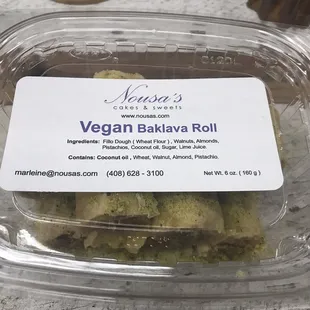 Nousa's
cakes & sweets
www.nousas.com
Vegan Baklava Roll
Ingredients: Fillo Dough ( Wheat Flour ) , Walnuts, Almonds,
Pistachios, Coconut oil , Sugar, Lime Juice.
Contains: Coconut oil , Wheat, Walnut, Almond, Pistachio.
marleine@nousas.com (408) 628 - 3100 Net Wt. 6 oz. ( 160 g )